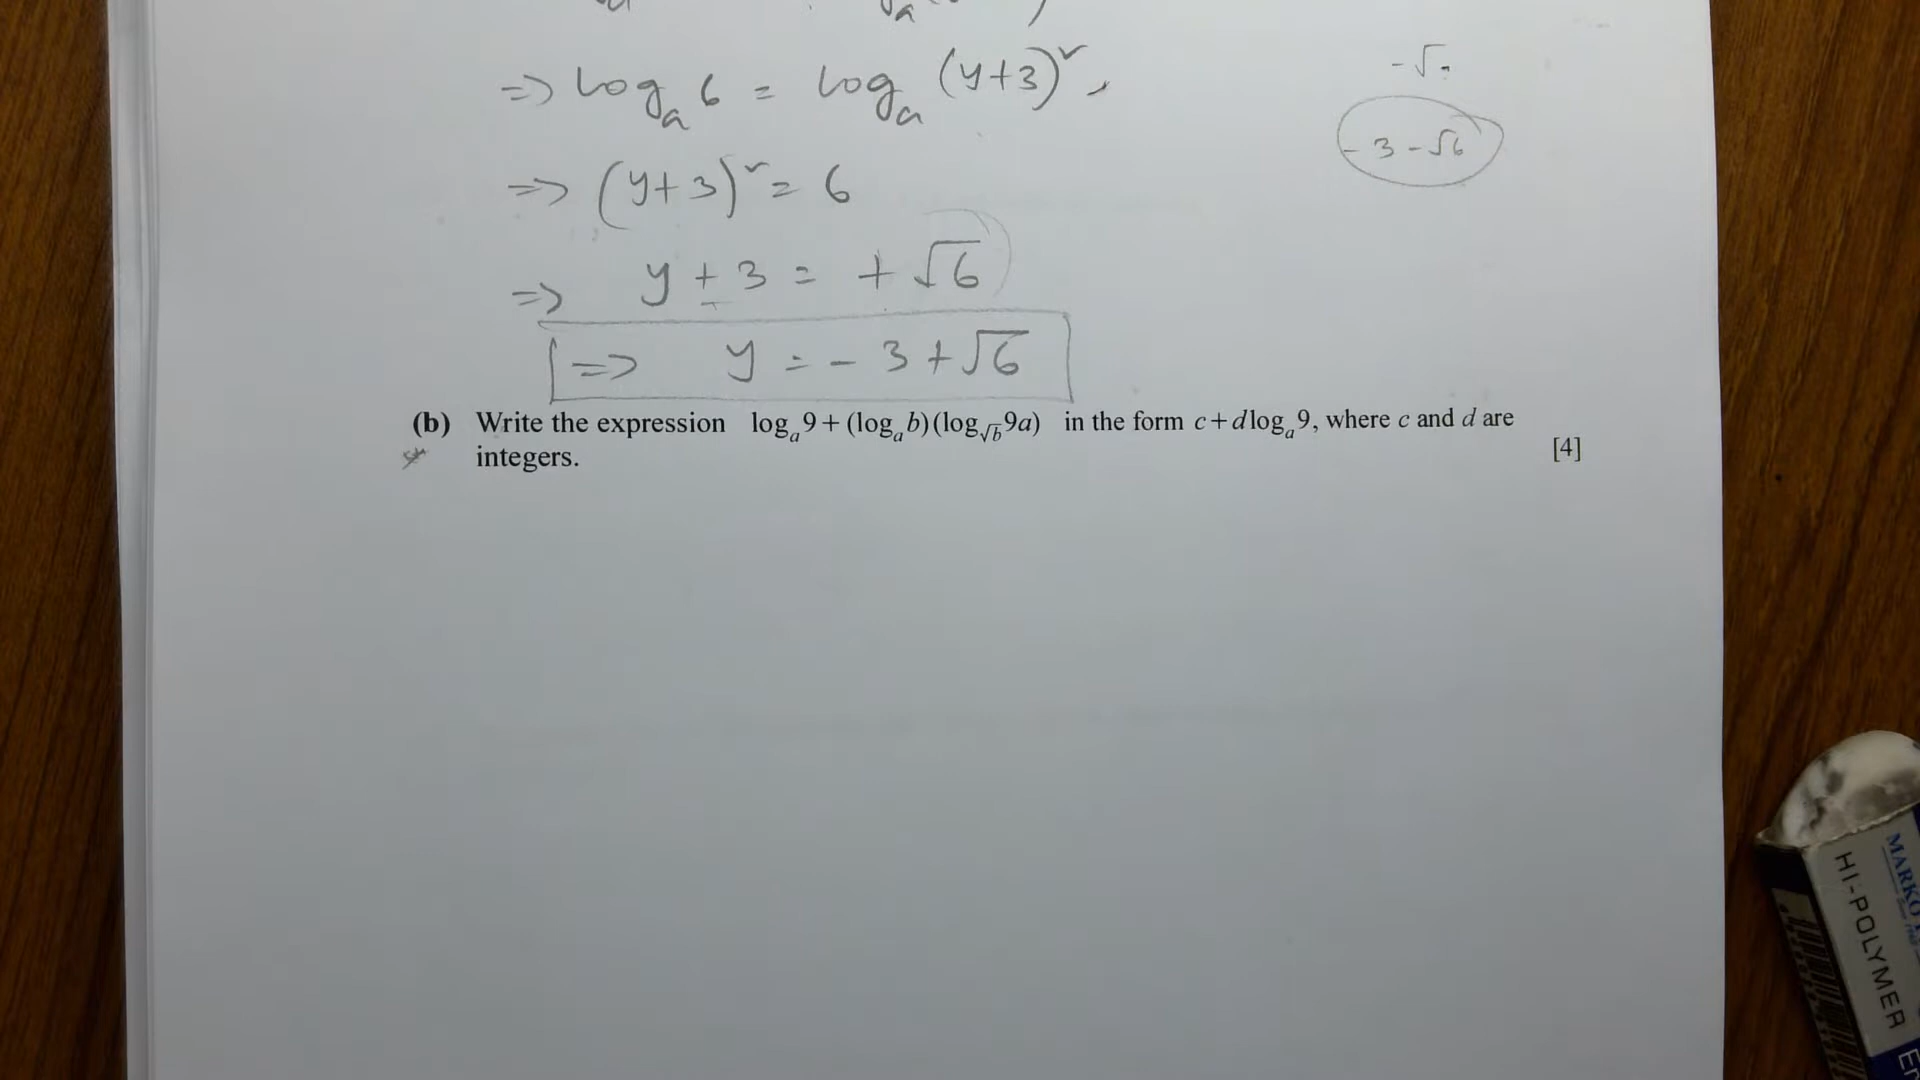 => log_a 6 = log_a (y+3)²,
-√
- 3 - √6
=> (y+3)² = 6
=> y + 3 = + √6
=> y = - 3 + √6
(b) Write the expression log_a 9 + (log_a b)(log_√b 9a) in the form c + d log_a 9, where c and d are
integers. [4]
HI-POLYMER